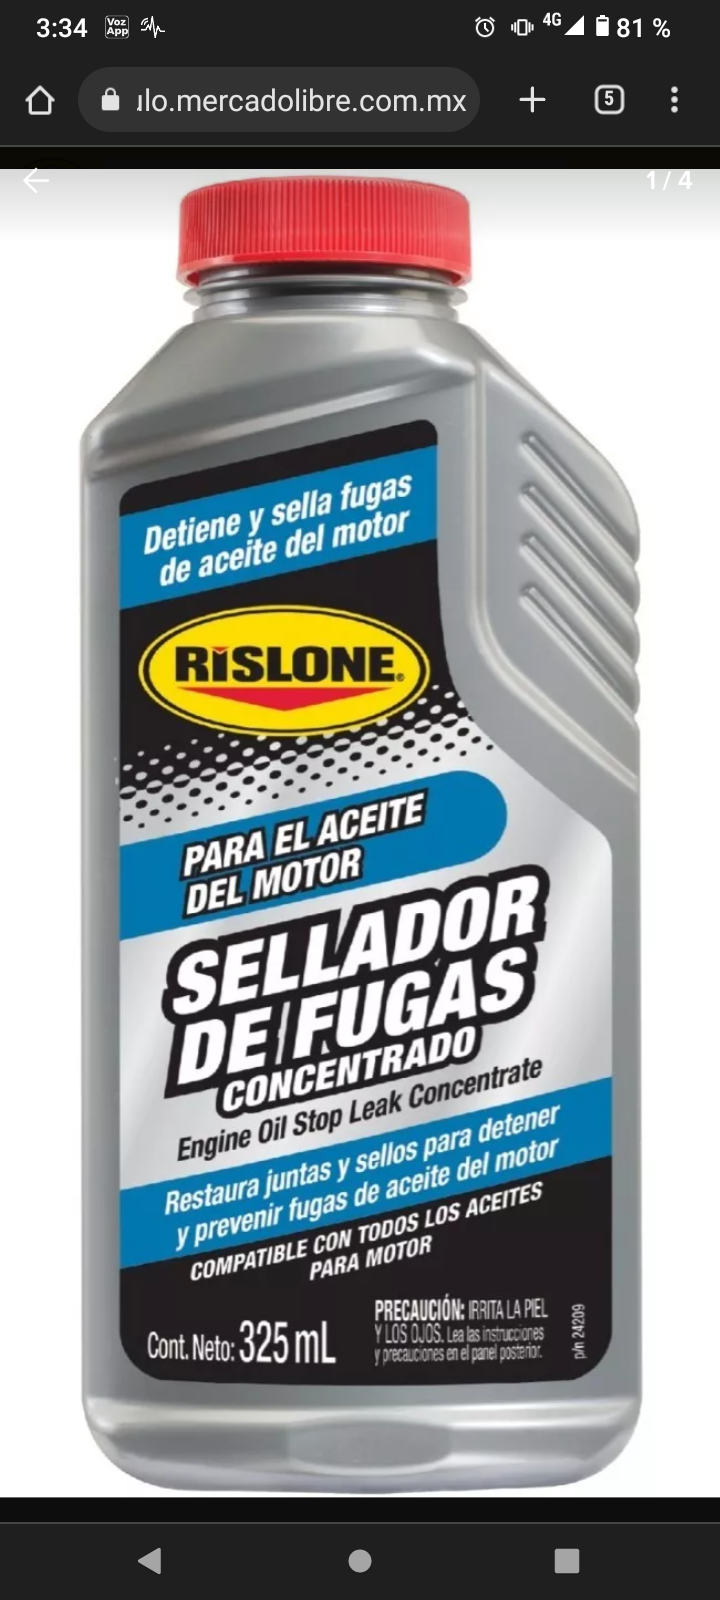 3:34 Voz App 4G 81 %
ulo.mercadolibre.com.mx 5
1 / 4
Detiene y sella fugas
de aceite del motor
RISLONE®
PARA EL ACEITE
DEL MOTOR
SELLADOR
DE FUGAS
CONCENTRADO
Engine Oil Stop Leak Concentrate
Restaura juntas y sellos para detener
y prevenir fugas de aceite del motor
COMPATIBLE CON TODOS LOS ACEITES
PARA MOTOR
Cont. Neto: 325 mL
PRECAUCIÓN: IRRITA LA PIEL
Y LOS OJOS. Lea las instrucciones
y precauciones en el panel posterior.
p/n 24209